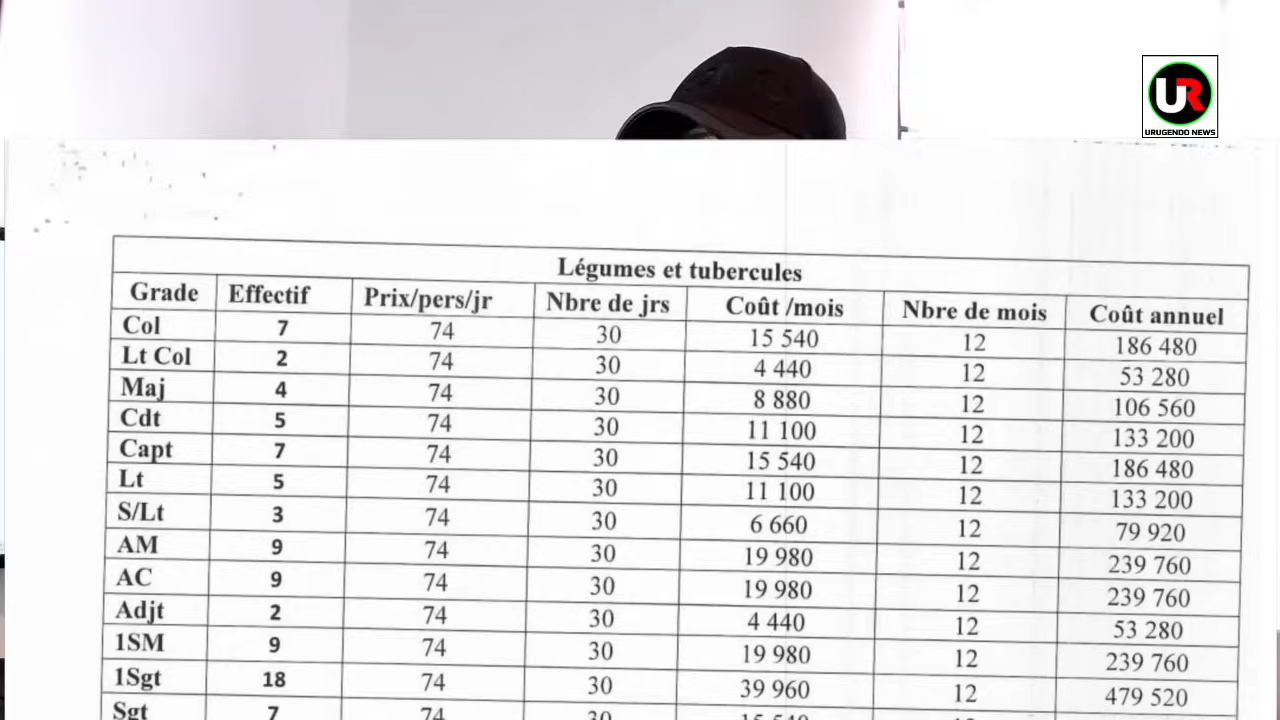 UR
URUGENDO NEWS
Légumes et tubercules
Grade Effectif Prix/pers/jr Nbre de jrs Coût /mois Nbre de mois Coût annuel
Col 7 74 30 15 540 12 186 480
Lt Col 2 74 30 4 440 12 53 280
Maj 4 74 30 8 880 12 106 560
Cdt 5 74 30 11 100 12 133 200
Capt 7 74 30 15 540 12 186 480
Lt 5 74 30 11 100 12 133 200
S/Lt 3 74 30 6 660 12 79 920
AM 9 74 30 19 980 12 239 760
AC 9 74 30 19 980 12 239 760
Adjt 2 74 30 4 440 12 53 280
1SM 9 74 30 19 980 12 239 760
1Sgt 18 74 30 39 960 12 479 520
Sgt 7 74 30 15 540